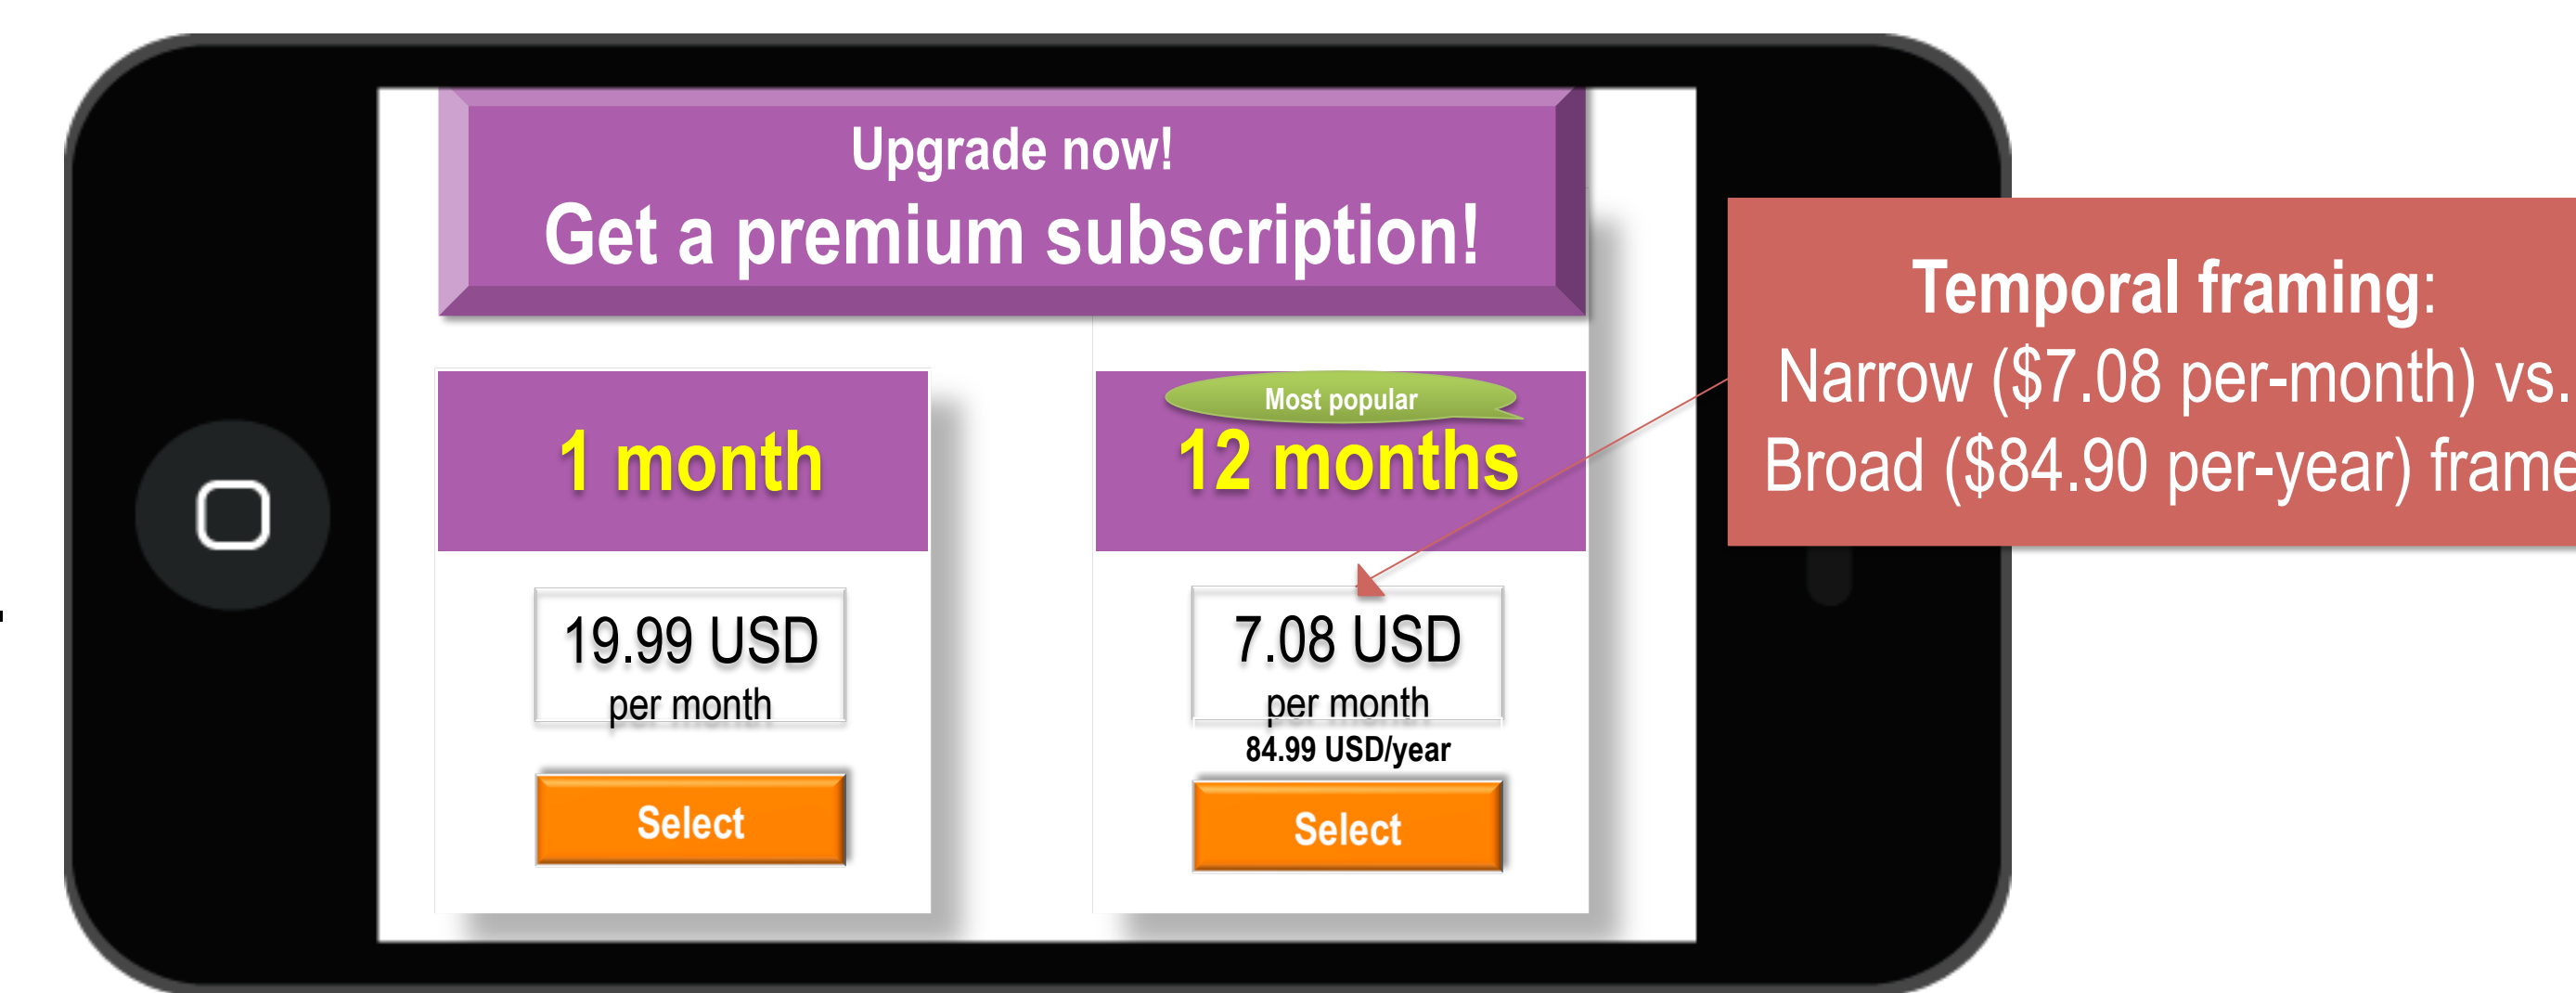 Upgrade now!
Get a premium subscription!
1 month
19.99 USD
per month
Select
Most popular
12 months
7.08 USD
per month
84.99 USD/year
Select
Temporal framing:
Narrow ($7.08 per-month) vs.
Broad ($84.90 per-year) frame